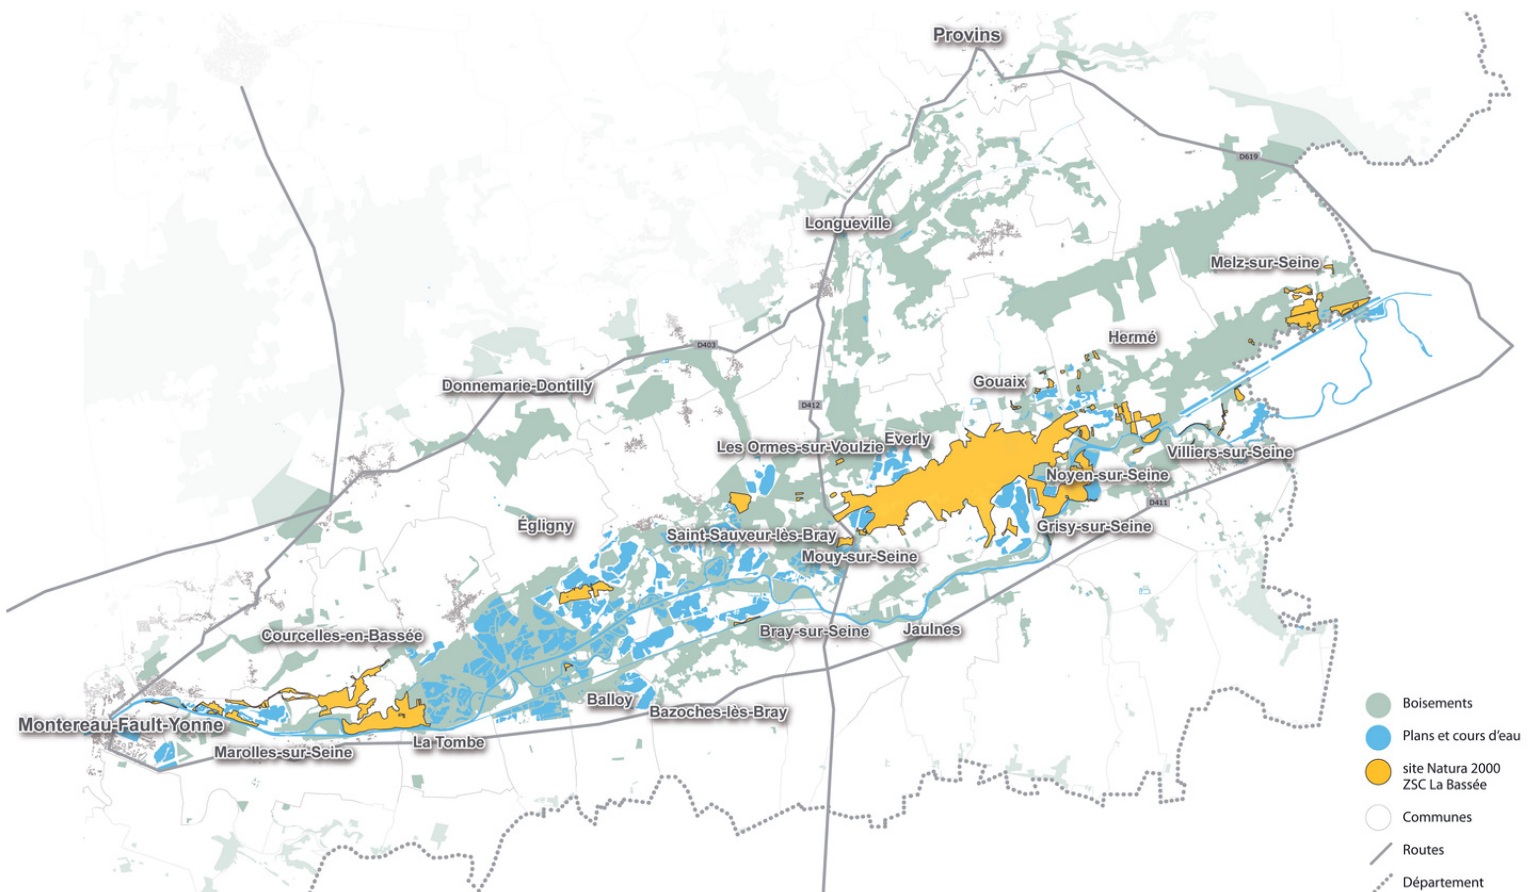 Provins
D619
Longueville
Melz-sur-Seine
Hermé
D403
Donnemarie-Dontilly
Gouaix
D412
Les Ormes-sur-Voulzie
Everly
Villiers-sur-Seine
Noyen-sur-Seine
D411
Égligny
Grisy-sur-Seine
Saint-Sauveur-lès-Bray
Mouy-sur-Seine
Courcelles-en-Bassée
Bray-sur-Seine
Jaulnes
Balloy
Bazoches-lès-Bray
Montereau-Fault-Yonne
La Tombe
Marolles-sur-Seine
Boisements
Plans et cours d'eau
site Natura 2000
ZSC La Bassée
Communes
Routes
Département